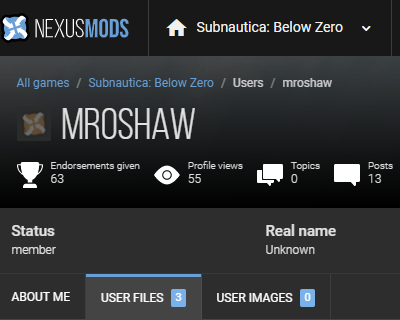 NEXUSMODS
Subnautica: Below Zero
All games / Subnautica: Below Zero / Users / mroshaw
MROSHAW
Endorsements given
63
Profile views
55
Topics
0
Posts
13
Status
member
Real name
Unknown
ABOUT ME
USER FILES 3
USER IMAGES 0